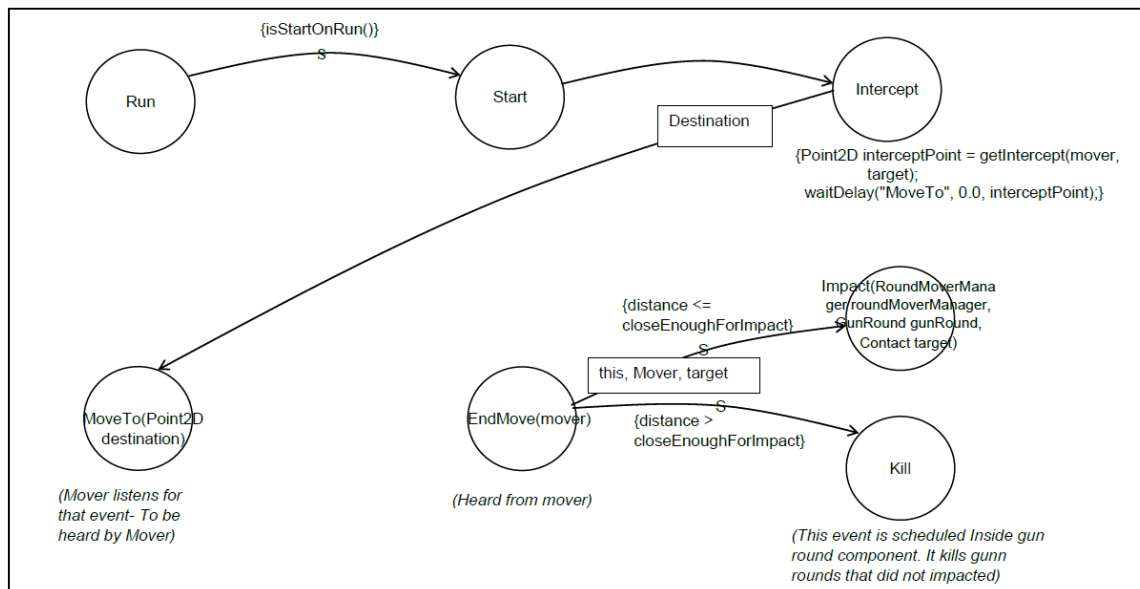 {isStartOnRun()}
S
Run
Start
Intercept
Destination
{Point2D interceptPoint = getIntercept(mover,
target);
waitDelay("MoveTo", 0.0, interceptPoint);}
Impact(RoundMoverMana
ger roundMoverManager,
GunRound gunRound,
Contact target)
{distance <=
closeEnoughForImpact}
S
this, Mover, target
S
MoveTo(Point2D
destination)
EndMove(mover)
{distance >
closeEnoughForImpact}
Kill
(Mover listens for
that event- To be
heard by Mover)
(Heard from mover)
(This event is scheduled Inside gun
round component. It kills gunn
rounds that did not impacted)